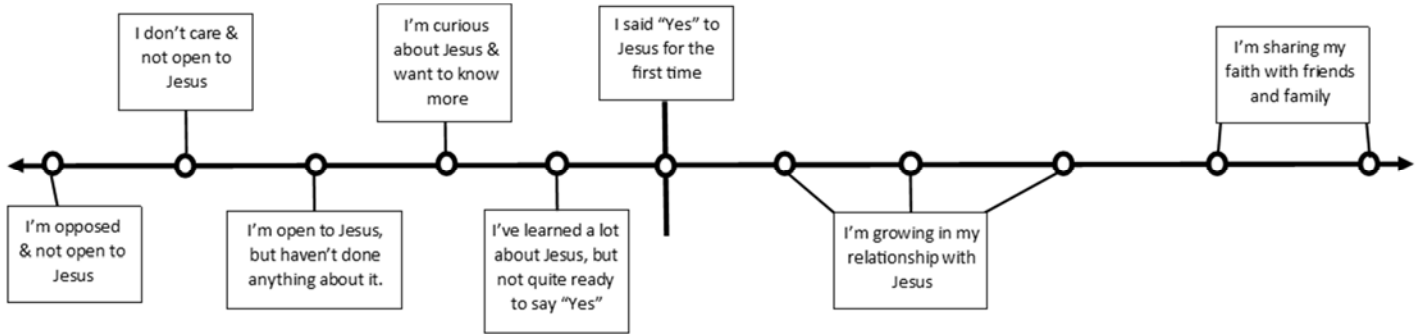 I don’t care &
not open to
Jesus
I’m curious
about Jesus &
want to know
more
I said “Yes” to
Jesus for the
first time
I’m sharing my
faith with friends
and family
I’m opposed
& not open to
Jesus
I’m open to Jesus,
but haven’t done
anything about it.
I’ve learned a lot
about Jesus, but
not quite ready
to say “Yes”
I’m growing in my
relationship with
Jesus